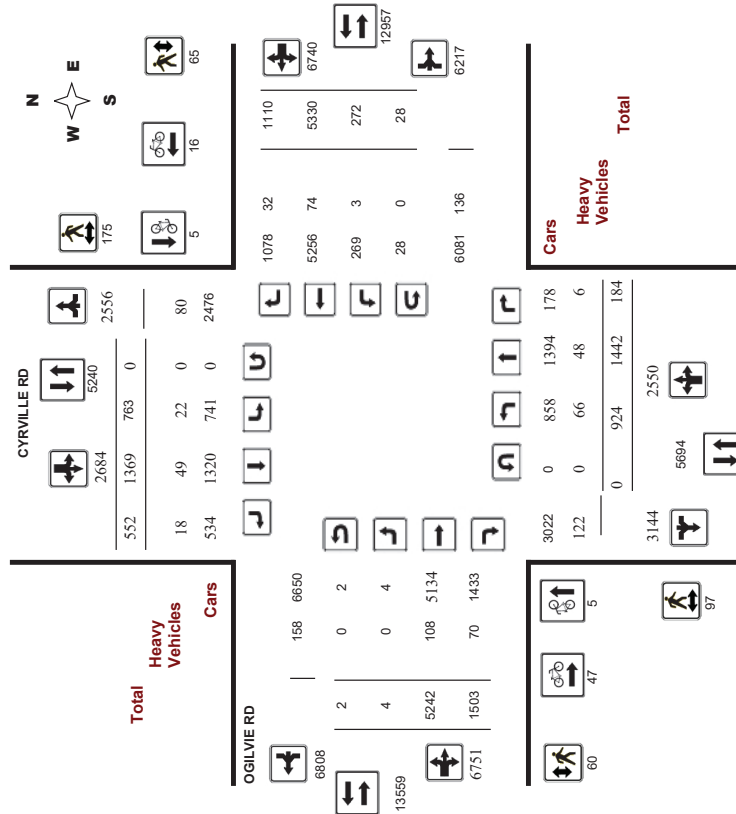 N
W E
S
65
16
175
5
CYRVILLE RD
2684
5240
2556
552 1369 763 0
18 49 22 0 80
534 1320 741 0 2476
Total
Heavy
Vehicles
Cars
6740
12957
6217
1078 32 1110
5256 74 5330
269 3 272
28 0 28
6081 136
OGILVIE RD
6808
13559
6751
158 6650
2 0 2
4 0 4
5242 108 5134
1503 70 1433
Cars
Heavy
Vehicles
Total
3022 0 858 1394 178
122 0 66 48 6
0 924 1442 184
3144
5694
2550
60
47
5
97